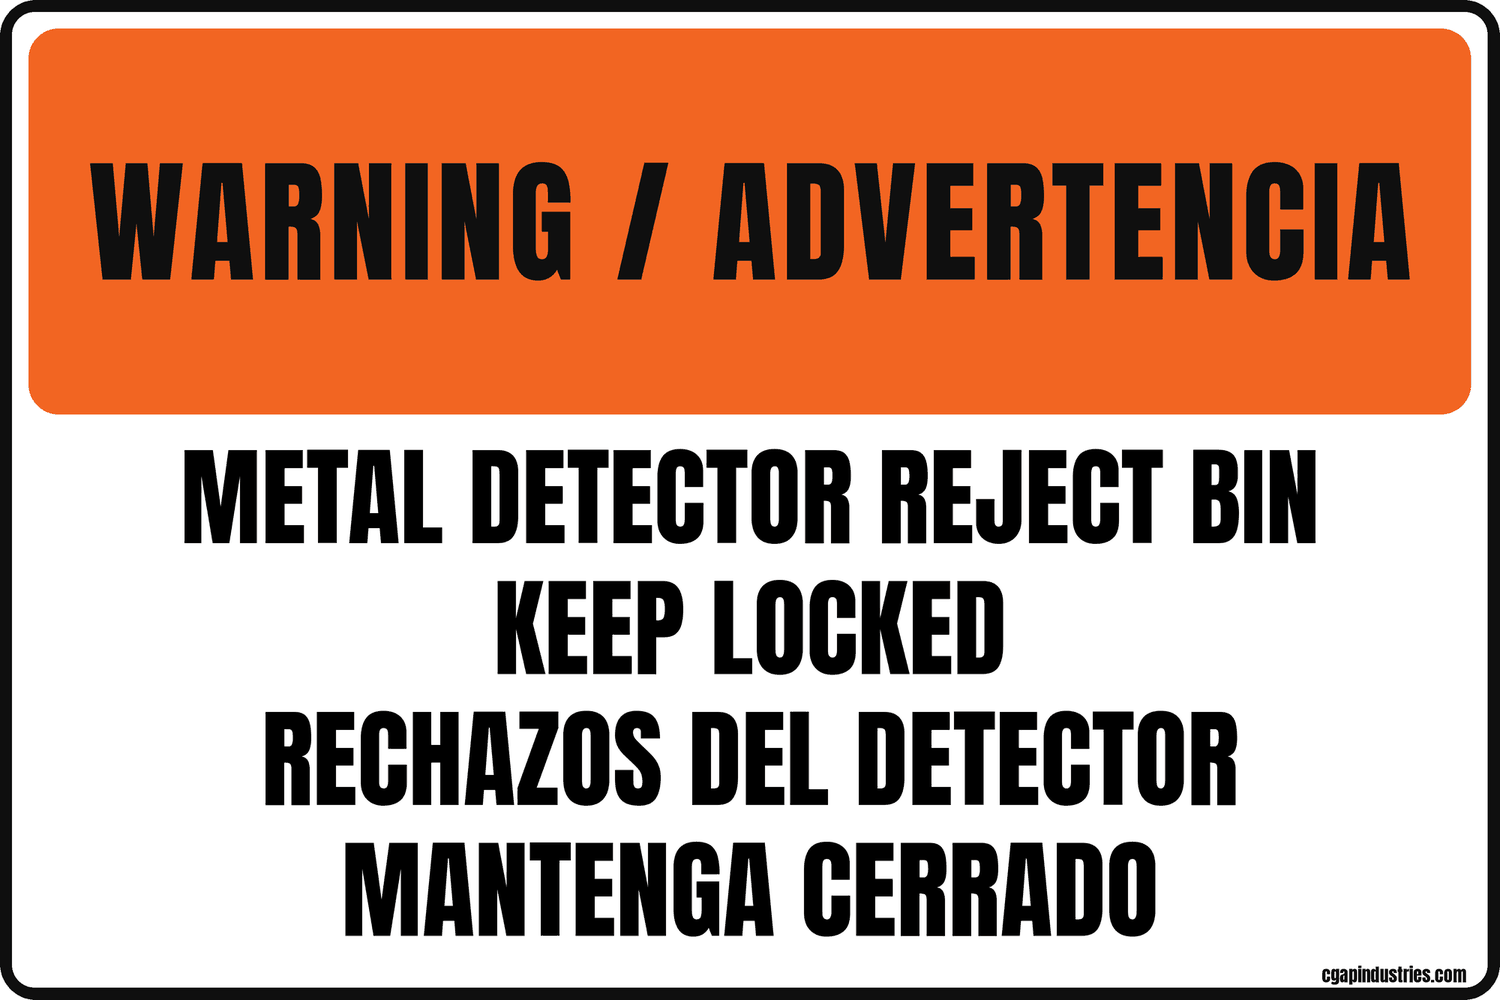 WARNING / ADVERTENCIA
METAL DETECTOR REJECT BIN
KEEP LOCKED
RECHAZOS DEL DETECTOR
MANTENGA CERRADO
cgapindustries.com